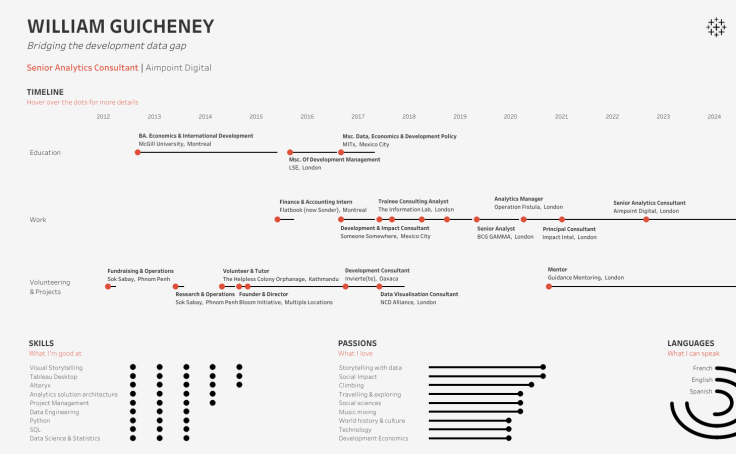 WILLIAM GUICHENEY
Bridging the development data gap
Senior Analytics Consultant | Aimpoint Digital
TIMELINE
Hover over the dots for more details
2012 2013 2014 2015 2016 2017 2018 2019 2020 2021 2022 2023 2024
Education
BA. Economics & International Development
McGill University, Montreal
Msc. Of Development Management
LSE, London
Msc. Data, Economics & Development Policy
MITx, Mexico City
Work
Finance & Accounting Intern
Flatbook (now Sonder), Montreal
Development & Impact Consultant
Someone Somewhere, Mexico City
Trainee Consulting Analyst
The Information Lab, London
Senior Analyst
BCG GAMMA, London
Analytics Manager
Operation Fistula, London
Principal Consultant
Impact Intel, London
Senior Analytics Consultant
Aimpoint Digital, London
Volunteering
& Projects
Fundraising & Operations
Sok Sabay, Phnom Penh
Research & Operations
Sok Sabay, Phnom Penh
Volunteer & Tutor
The Helpless Colony Orphanage, Kathmandu
Founder & Director
Bloom Initiative, Multiple Locations
Development Consultant
Invierte(to), Oaxaca
Data Visualisation Consultant
NCD Alliance, London
Mentor
Guidance Mentoring, London
SKILLS
What I'm good at
Visual Storytelling
Tableau Desktop
Alteryx
Analytics solution architecture
Project Management
Data Engineering
Python
SQL
Data Science & Statistics
PASSIONS
What I love
Storytelling with data
Social impact
Climbing
Travelling & exploring
Social sciences
Music mixing
World history & culture
Technology
Development Economics
LANGUAGES
What I can speak
French
English
Spanish